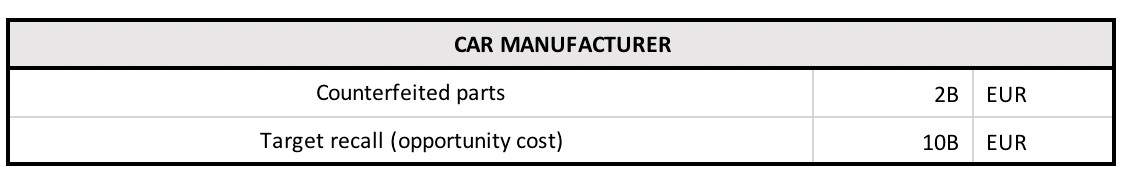 CAR MANUFACTURER
Counterfeited parts 2B EUR
Target recall (opportunity cost) 10B EUR